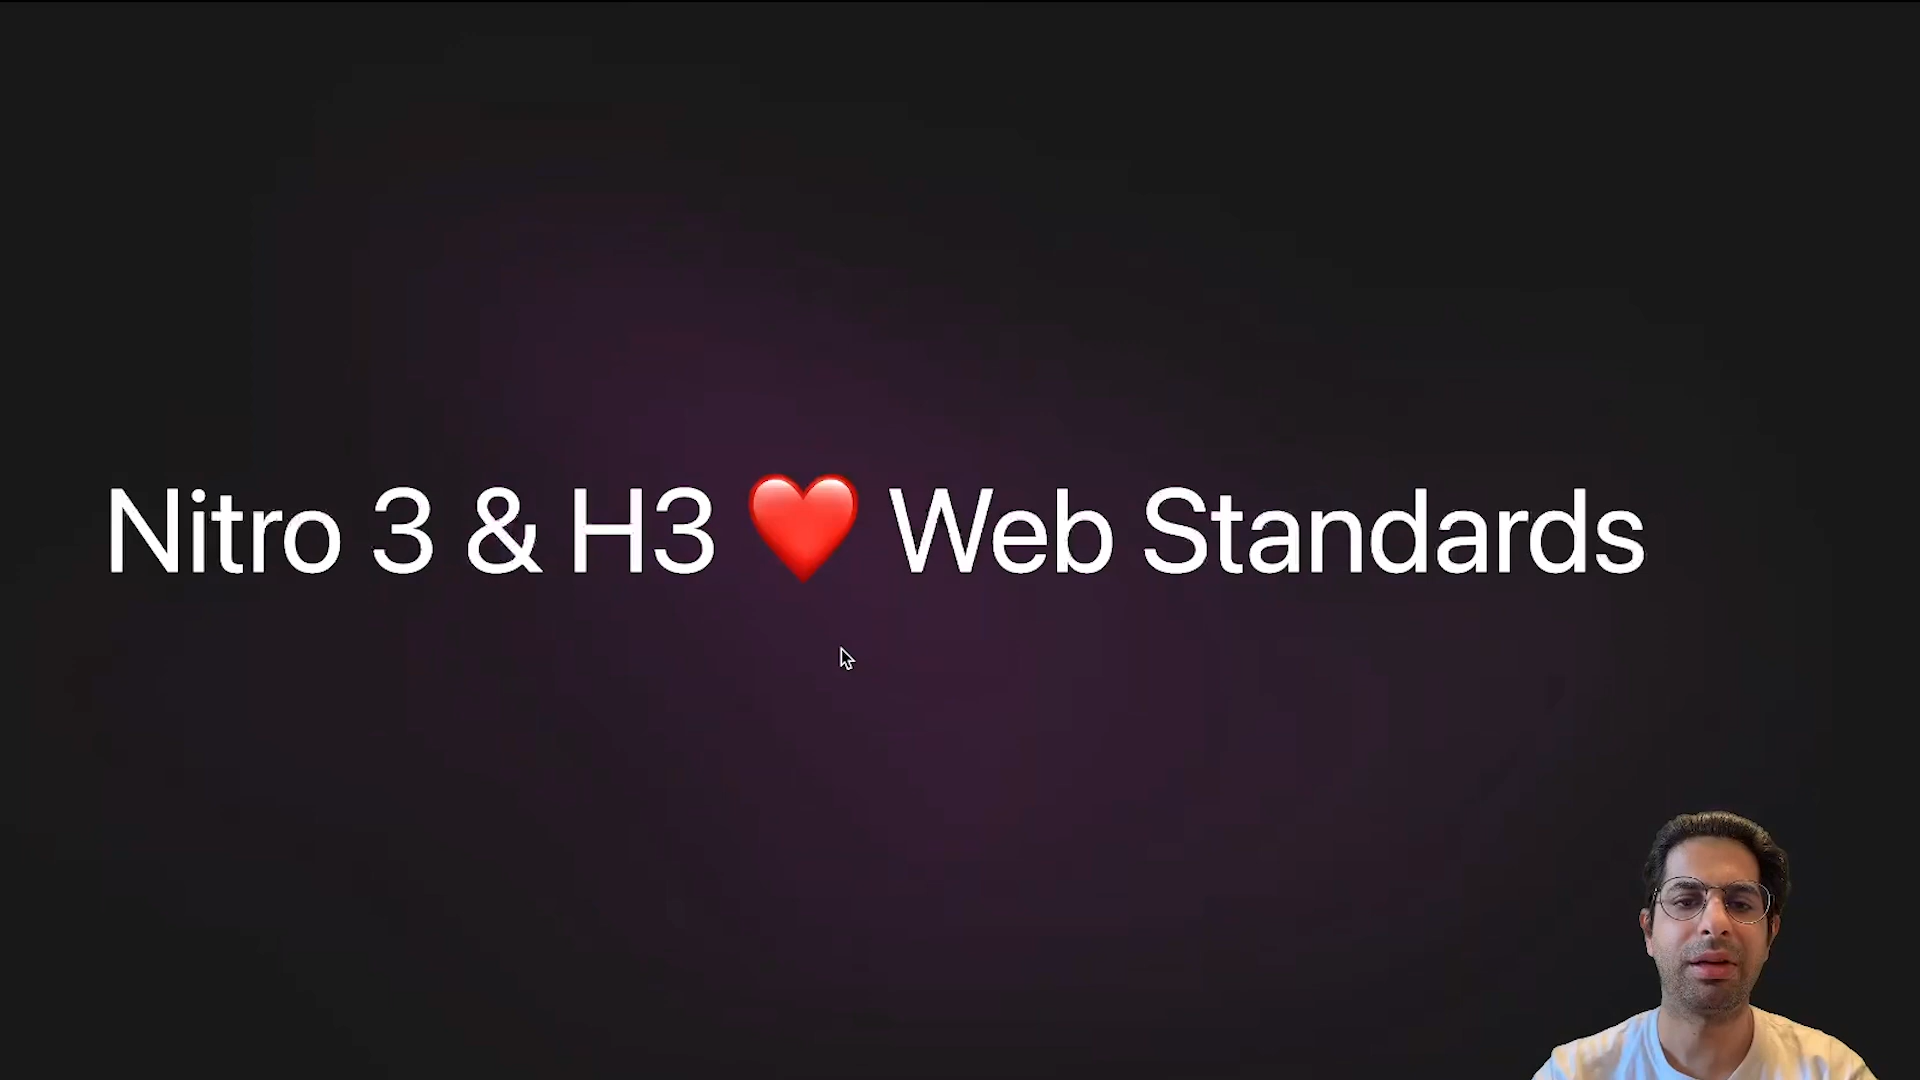 Nitro 3 & H3 ❤️ Web Standards